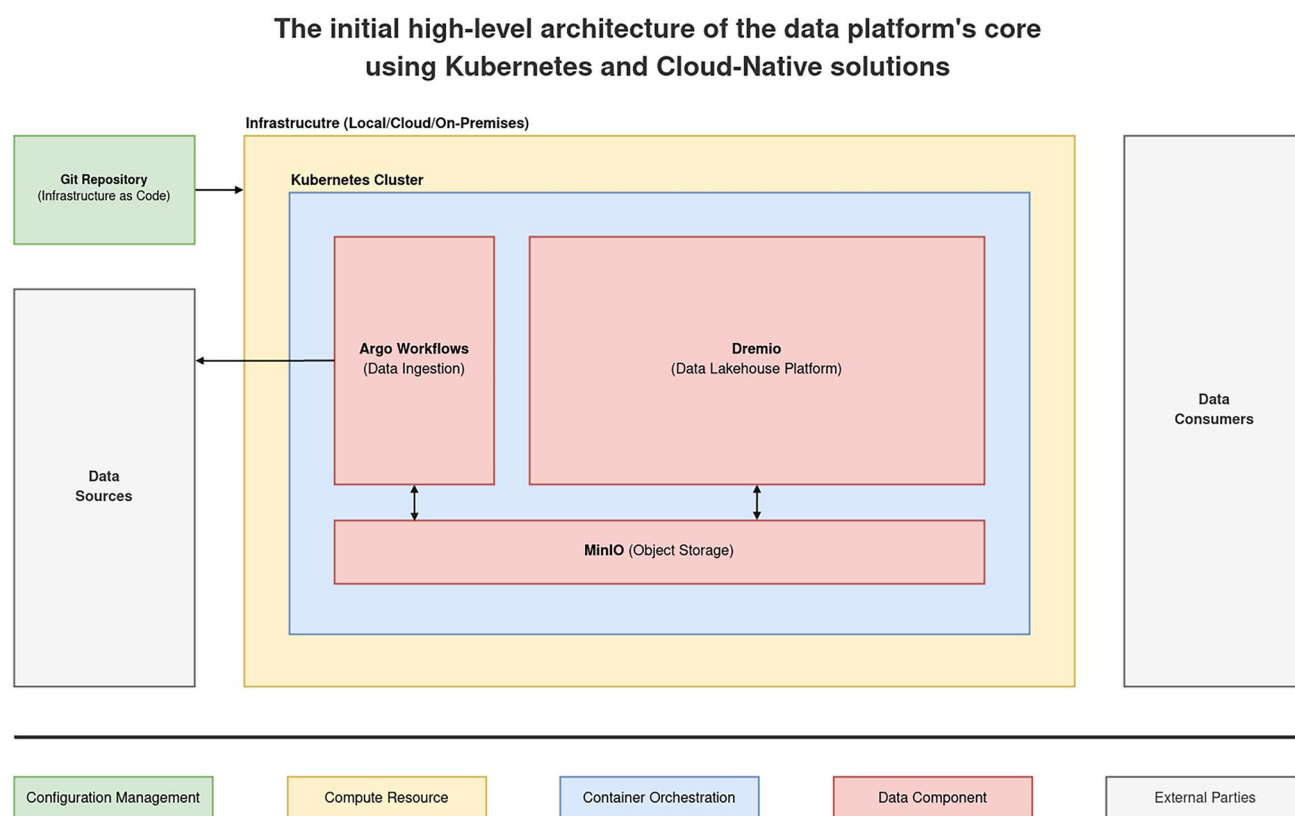 The initial high-level architecture of the data platform's core
using Kubernetes and Cloud-Native solutions
Infrastrucutre (Local/Cloud/On-Premises)
Git Repository
(Infrastructure as Code)
Kubernetes Cluster
Argo Workflows
(Data Ingestion)
Dremio
(Data Lakehouse Platform)
Data
Consumers
Data
Sources
MinIO (Object Storage)
Configuration Management
Compute Resource
Container Orchestration
Data Component
External Parties